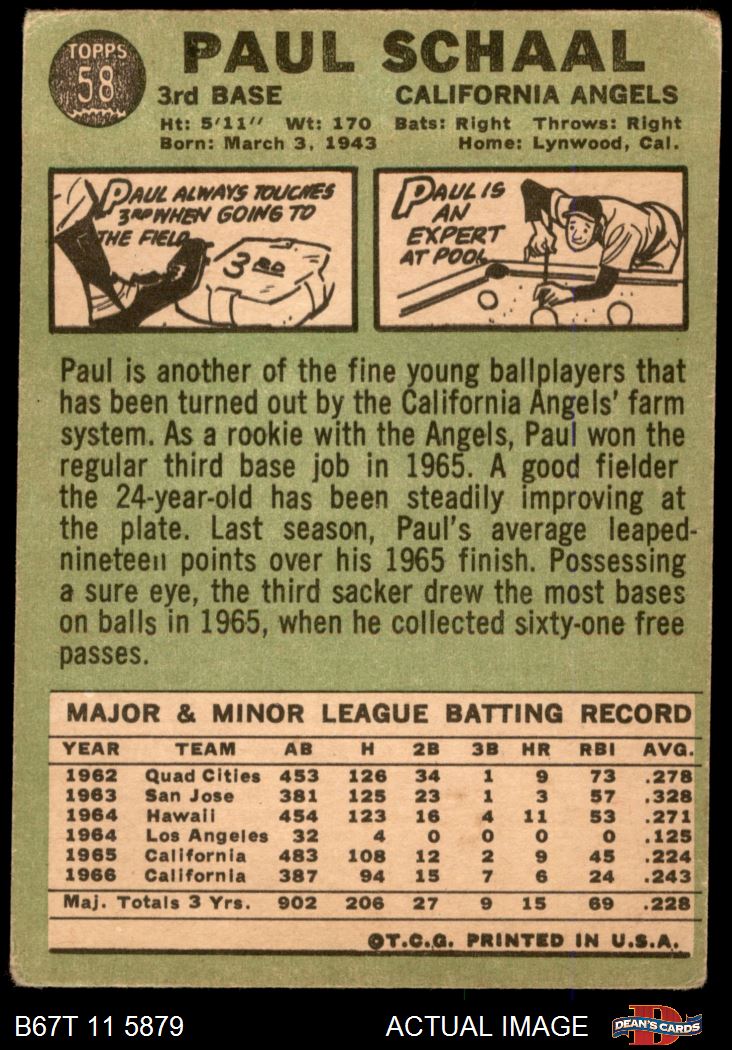 TOPPS
58
PAUL SCHAAL
3rd BASE CALIFORNIA ANGELS
Ht: 5'11" Wt: 170 Bats: Right Throws: Right
Born: March 3, 1943 Home: Lynwood, Cal.
PAUL ALWAYS TOUCHES
3RD WHEN GOING TO
THE FIELD
3RD
PAUL IS
AN
EXPERT
AT POOL
Paul is another of the fine young ballplayers that
has been turned out by the California Angels' farm
system. As a rookie with the Angels, Paul won the
regular third base job in 1965. A good fielder
the 24-year-old has been steadily improving at
the plate. Last season, Paul's average leaped-
nineteen points over his 1965 finish. Possessing
a sure eye, the third sacker drew the most bases
on balls in 1965, when he collected sixty-one free
passes.
MAJOR & MINOR LEAGUE BATTING RECORD
YEAR TEAM AB H 2B 3B HR RBI AVG.
1962 Quad Cities 453 126 34 1 9 73 .278
1963 San Jose 381 125 23 1 3 57 .328
1964 Hawaii 454 123 16 4 11 53 .271
1964 Los Angeles 32 4 0 0 0 0 .125
1965 California 483 108 12 2 9 45 .224
1966 California 387 94 15 7 6 24 .243
Maj. Totals 3 Yrs. 902 206 27 9 15 69 .228
©T.C.G. PRINTED IN U.S.A.
B67T 11 5879 ACTUAL IMAGE DEAN'S CARDS